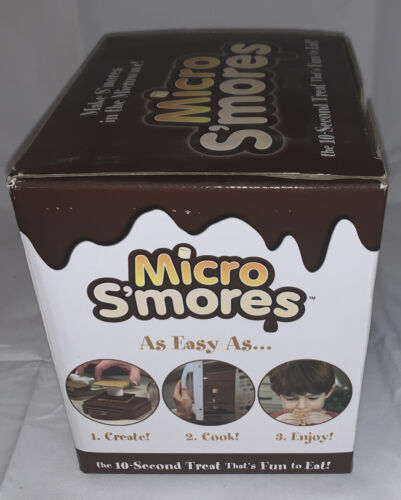 Make S'mores
in the Microwave!
Micro
S'mores
the 10-Second Treat That's Fun to Eat!
Micro
S'mores™
As Easy As...
1. Create!
2. Cook!
3. Enjoy!
the 10-Second Treat That's Fun to Eat!